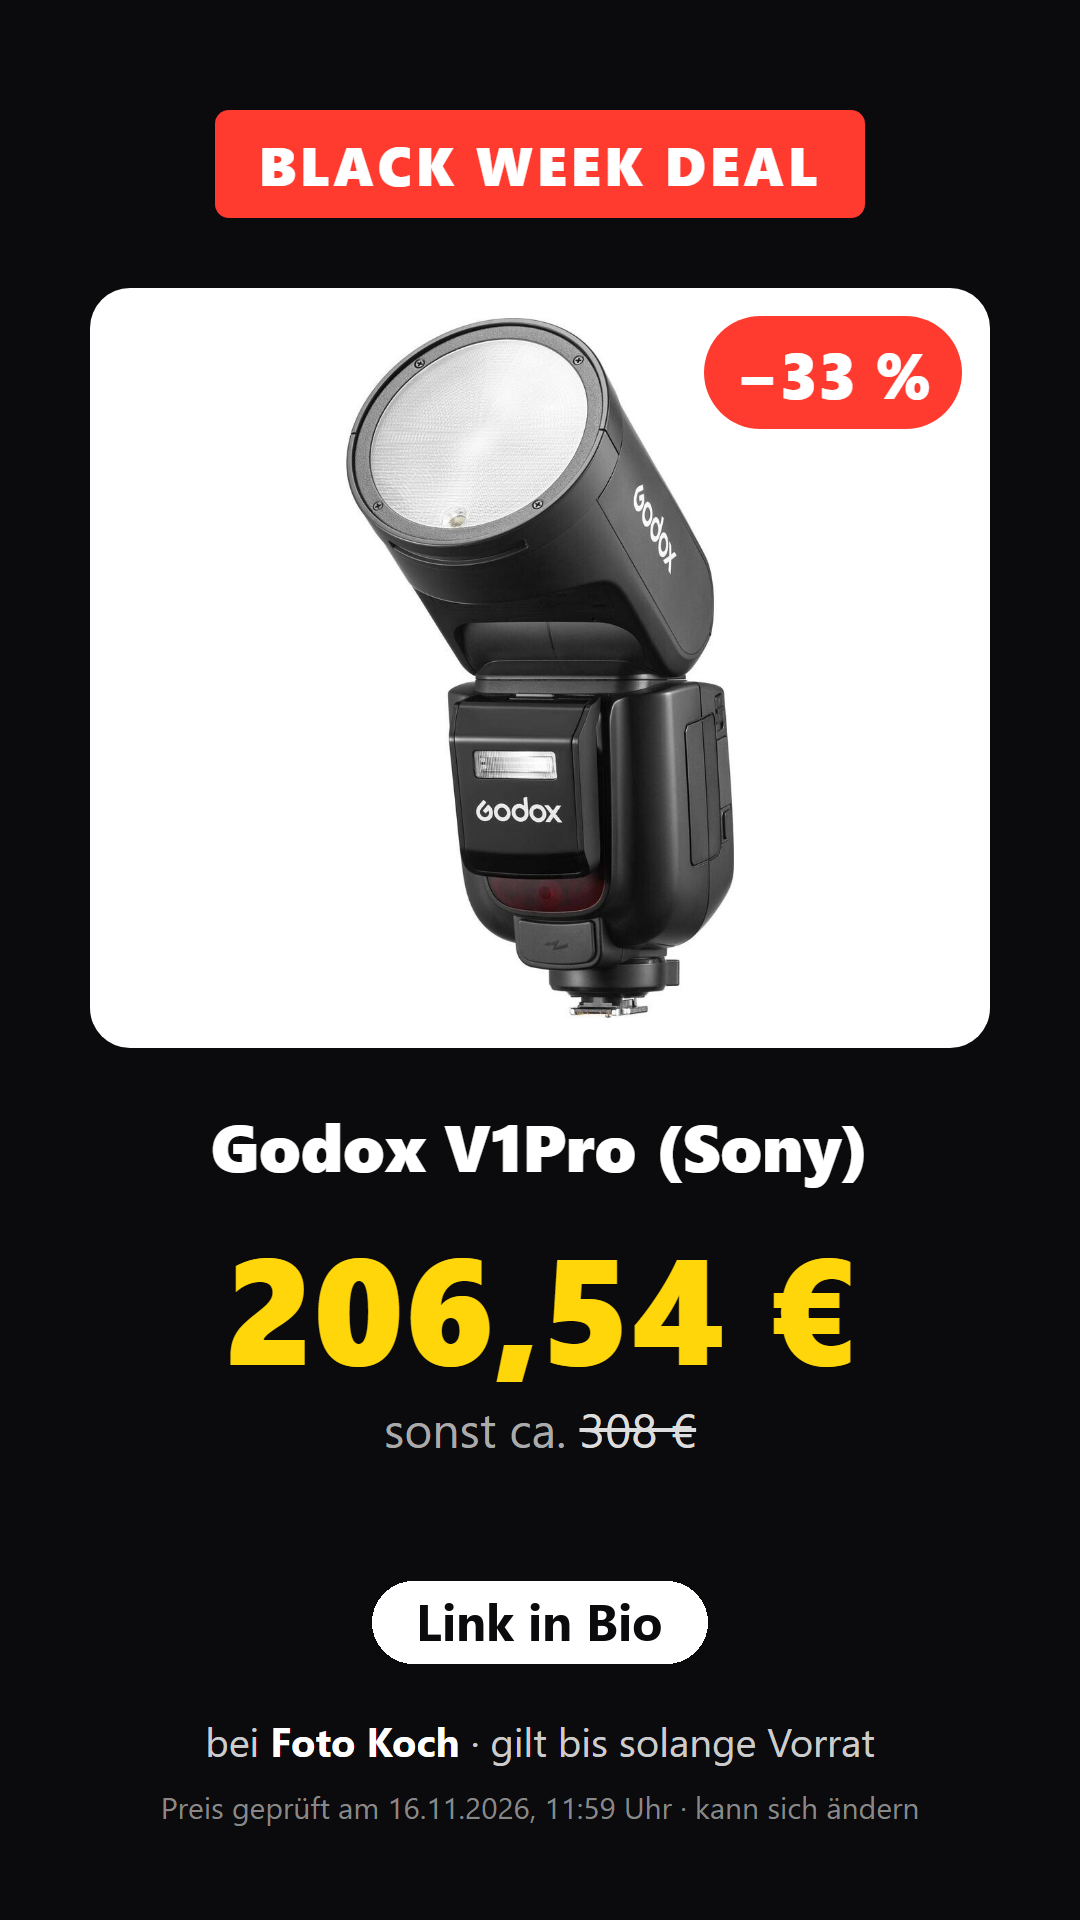 BLACK WEEK DEAL
–33 %
Godox
Godox
Godox V1Pro (Sony)
206,54 €
sonst ca. 308 €
Link in Bio
bei Foto Koch · gilt bis solange Vorrat
Preis geprüft am 16.11.2026, 11:59 Uhr · kann sich ändern